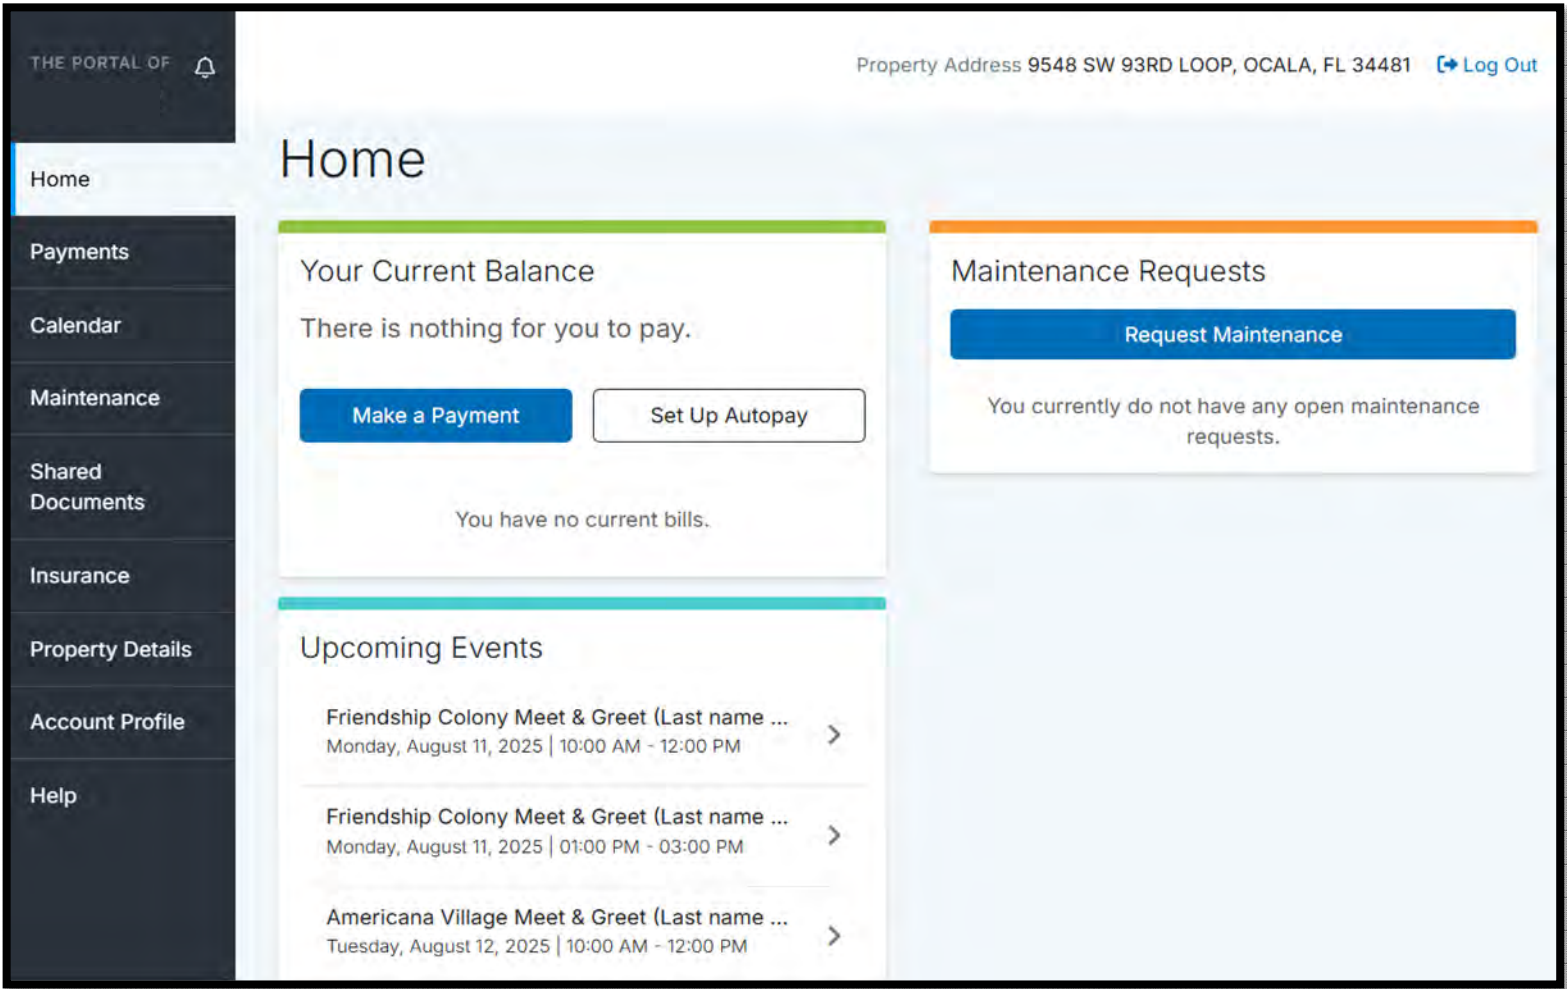 THE PORTAL OF
Property Address 9548 SW 93RD LOOP, OCALA, FL 34481 Log Out
Home
Payments
Calendar
Maintenance
Shared
Documents
Insurance
Property Details
Account Profile
Help
Home
Your Current Balance
There is nothing for you to pay.
Make a Payment
Set Up Autopay
You have no current bills.
Maintenance Requests
Request Maintenance
You currently do not have any open maintenance
requests.
Upcoming Events
Friendship Colony Meet & Greet (Last name ...
Monday, August 11, 2025 | 10:00 AM - 12:00 PM
Friendship Colony Meet & Greet (Last name ...
Monday, August 11, 2025 | 01:00 PM - 03:00 PM
Americana Village Meet & Greet (Last name ...
Tuesday, August 12, 2025 | 10:00 AM - 12:00 PM